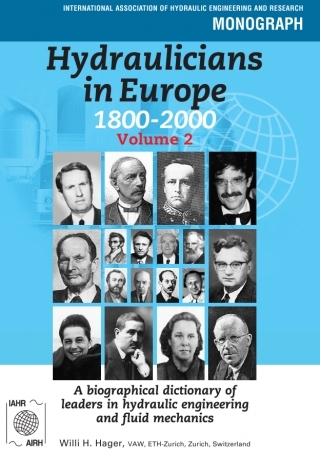 INTERNATIONAL ASSOCIATION OF HYDRAULIC ENGINEERING AND RESEARCH
MONOGRAPH
Hydraulicians
in Europe
1800-2000
Volume 2
A biographical dictionary of
leaders in hydraulic engineering
and fluid mechanics
IAHR
AIRH
Willi H. Hager, VAW, ETH-Zurich, Zurich, Switzerland